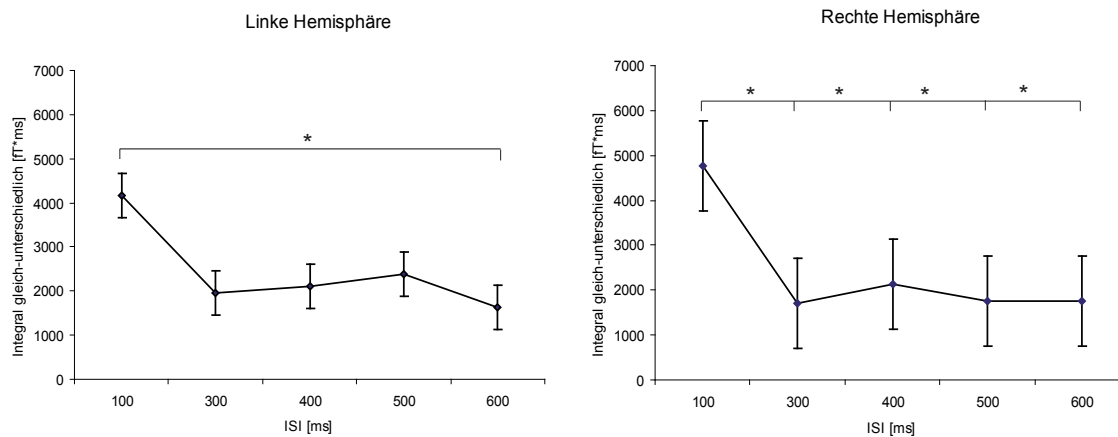 Linke Hemisphäre
Integral gleich-unterschiedlich [fT*ms]
7000
6000
5000
4000
3000
2000
1000
0
*
100 300 400 500 600
ISI [ms]
Rechte Hemisphäre
Integral gleich-unterschiedlich [fT*ms]
7000
6000
5000
4000
3000
2000
1000
0
* * * *
100 300 400 500 600
ISI [ms]